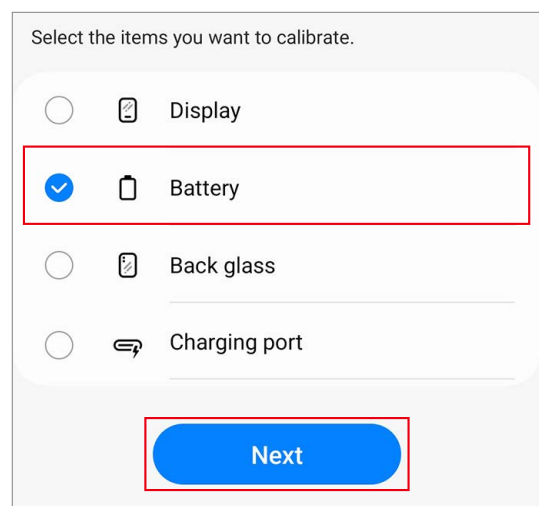 Select the items you want to calibrate.
Display
Battery
Back glass
Charging port
Next